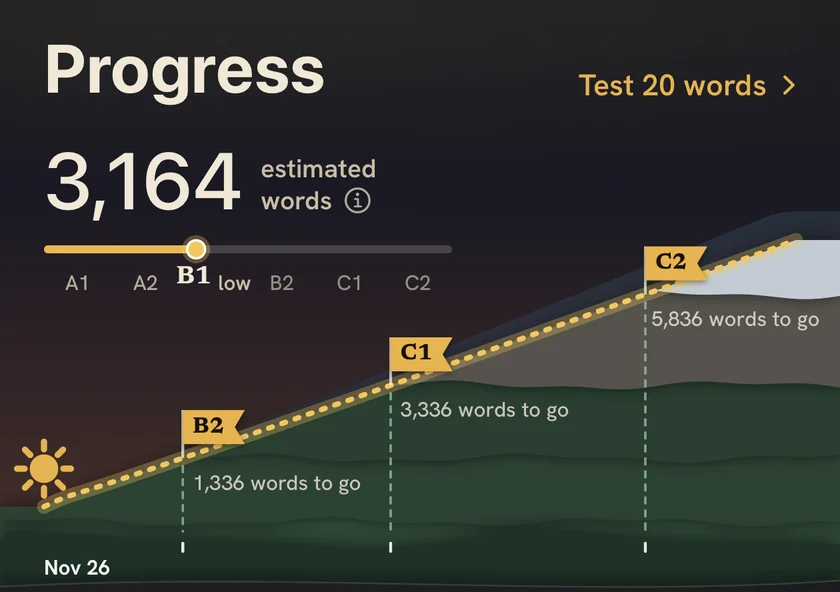 Progress
Test 20 words >
3,164
estimated
words i
A1 A2 B1 low B2 C1 C2
C2
5,836 words to go
C1
3,336 words to go
B2
1,336 words to go
Nov 26